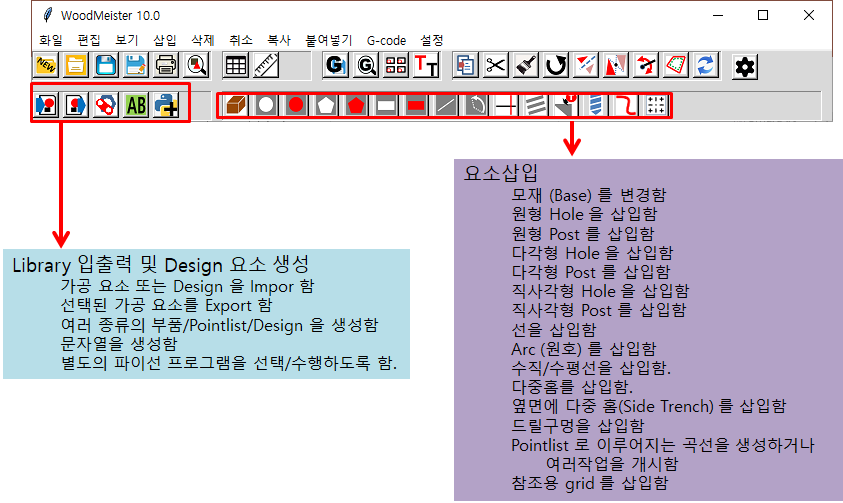 WoodMeister 10.0
화일 편집 보기 삽입 삭제 취소 복사 붙여넣기 G-code 설정
NEW G G T T
AB
요소삽입
모재 (Base) 를 변경함
원형 Hole 을 삽입함
원형 Post 를 삽입함
다각형 Hole 을 삽입함
다각형 Post 를 삽입함
직사각형 Hole 을 삽입함
직사각형 Post 를 삽입함
선을 삽입함
Arc (원호) 를 삽입함
수직/수평선을 삽입함.
다중홈를 삽입함.
옆면에 다중 홈(Side Trench) 를 삽입함
드릴구멍을 삽입함
Pointlist 로 이루어지는 곡선을 생성하거나
여러작업을 개시함
참조용 grid 를 삽입함
Library 입출력 및 Design 요소 생성
가공 요소 또는 Design 을 Impor 함
선택된 가공 요소를 Export 함
여러 종류의 부품/Pointlist/Design 을 생성함
문자열을 생성함
별도의 파이선 프로그램을 선택/수행하도록 함.